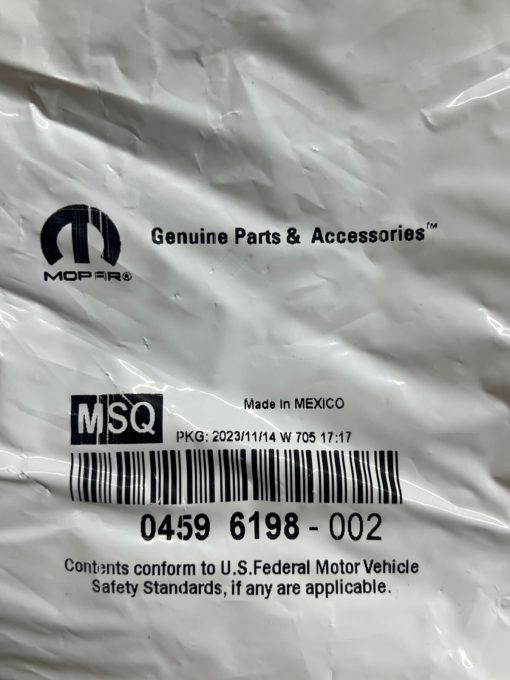 Genuine Parts & Accessories™
MOPAR®
Made in MEXICO
MSQ
PKG: 2023/11/14 W 705 17:17
0459 6198 - 002
Contents conform to U.S.Federal Motor Vehicle
Safety Standards, if any are applicable.